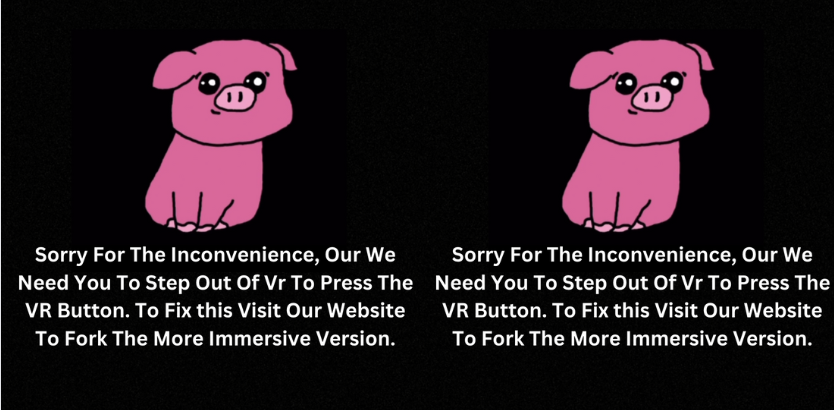 Sorry For The Inconvenience, Our We
Need You To Step Out Of Vr To Press The
VR Button. To Fix this Visit Our Website
To Fork The More Immersive Version.
Sorry For The Inconvenience, Our We
Need You To Step Out Of Vr To Press The
VR Button. To Fix this Visit Our Website
To Fork The More Immersive Version.